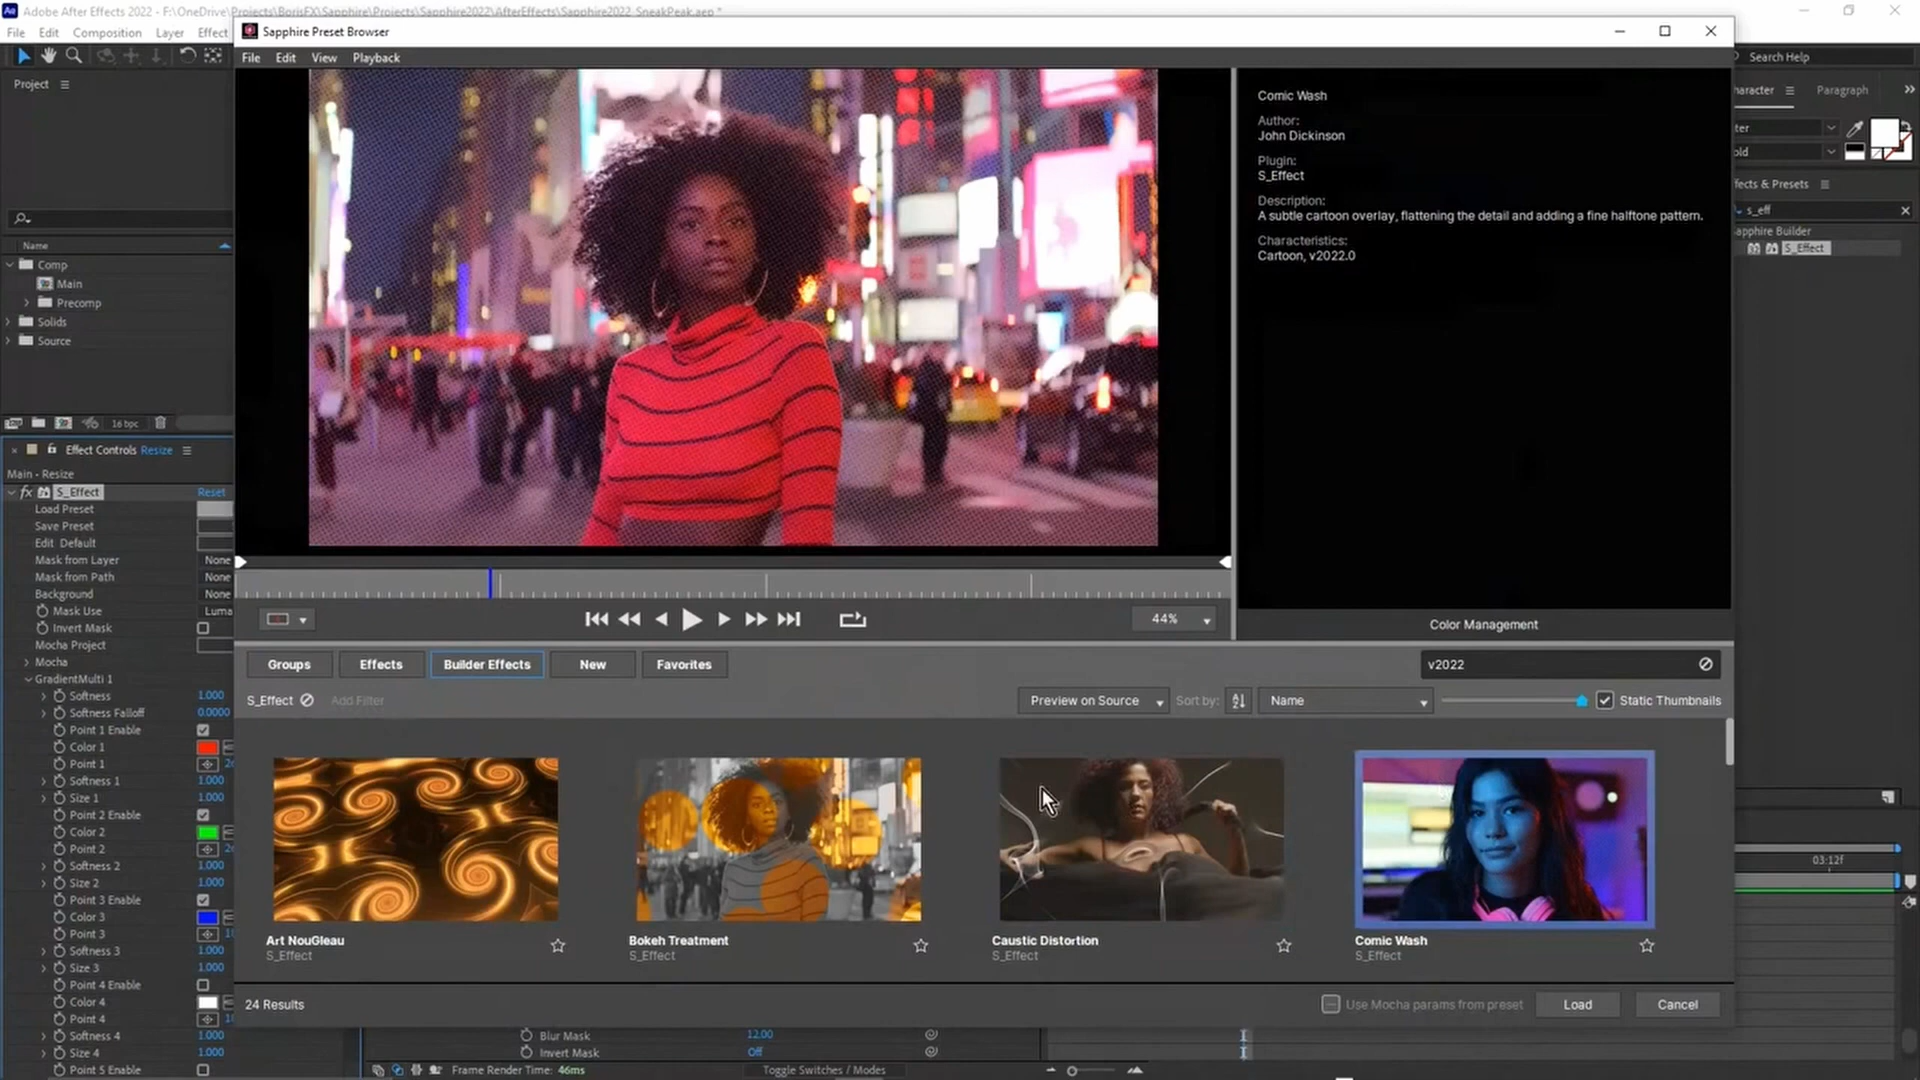 Adobe After Effects 2022 - F:\OneDrive\Projects\BorisFX\Sapphire\Projects\Sapphire2022\AfterEffects\Sapphire2022_SneakPeak.aep *
File Edit Composition Layer Effect
Sapphire Preset Browser
File Edit View Playback
Search Help
Project
Name
Comp
Main
Precomp
Solids
Source
16 bpc
Effect Controls Resize
Main - Resize
fx S_Effect Reset
Load Preset
Save Preset
Edit Default
Mask from Layer None
Mask from Path None
Background None
Mask Use Luma
Invert Mask
Mocha Project
Mocha
GradientMulti 1
Softness 1.000
Softness Falloff 0.0000
Point 1 Enable
Color 1
Point 1
Softness 1 1.000
Size 1 1.000
Point 2 Enable
Color 2
Point 2
Softness 2 1.000
Size 2 1.000
Point 3 Enable
Color 3
Point 3
Softness 3 1.000
Size 3 1.000
Point 4 Enable
Color 4
Point 4
Softness 4 1.000
Size 4 1.000
Point 5 Enable
Comic Wash
Author:
John Dickinson
Plugin:
S_Effect
Description:
A subtle cartoon overlay, flattening the detail and adding a fine halftone pattern.
Characteristics:
Cartoon, v2022.0
Color Management
44%
Groups Effects Builder Effects New Favorites
v2022
S_Effect Add Filter
Preview on Source Sort by: Name Static Thumbnails
Art NouGleau
S_Effect
Bokeh Treatment
S_Effect
Caustic Distortion
S_Effect
Comic Wash
S_Effect
24 Results
Use Mocha params from preset Load Cancel
Blur Mask 12.00
Invert Mask Off
Frame Render Time: 46ms
Toggle Switches / Modes
haracter Paragraph
ter
old
fects & Presets
s_eff
apphire Builder
S_Effect
03:12f